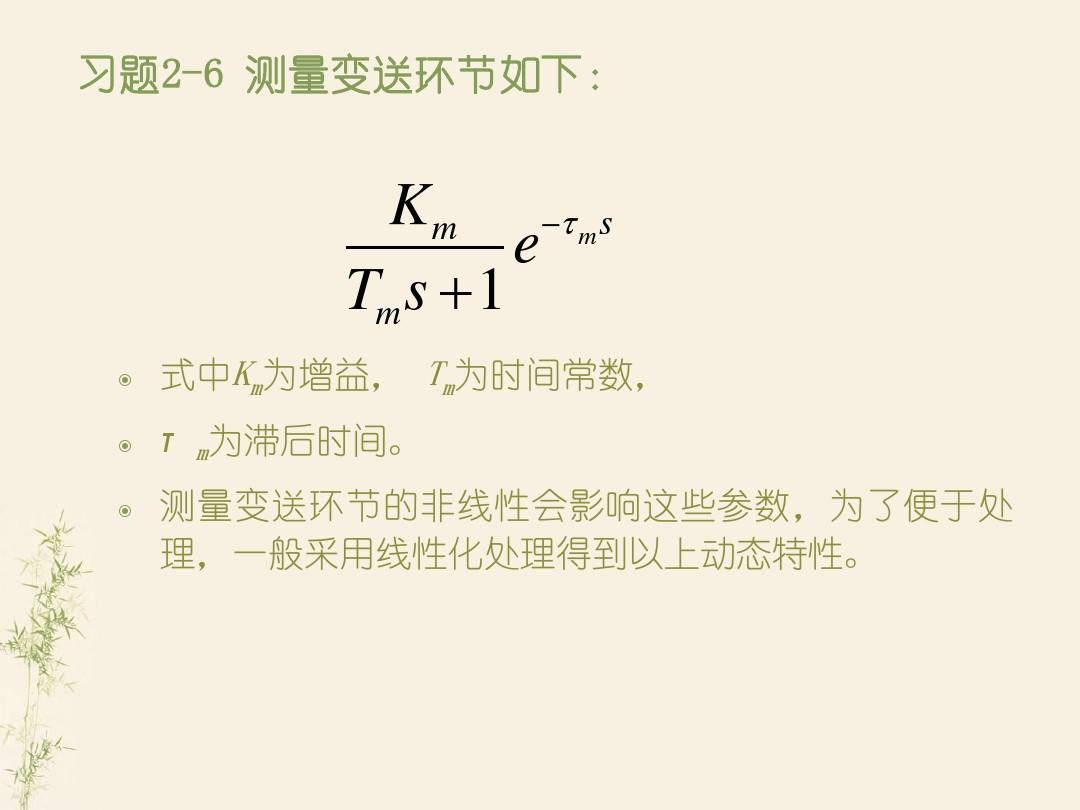 习题2-6 测量变送环节如下：
$\frac{K_m}{T_m s+1}e^{-\tau_m s}$
◉ 式中K_m为增益， T_m为时间常数，
◉ τ _m为滞后时间。
◉ 测量变送环节的非线性会影响这些参数，为了便于处
理，一般采用线性化处理得到以上动态特性。